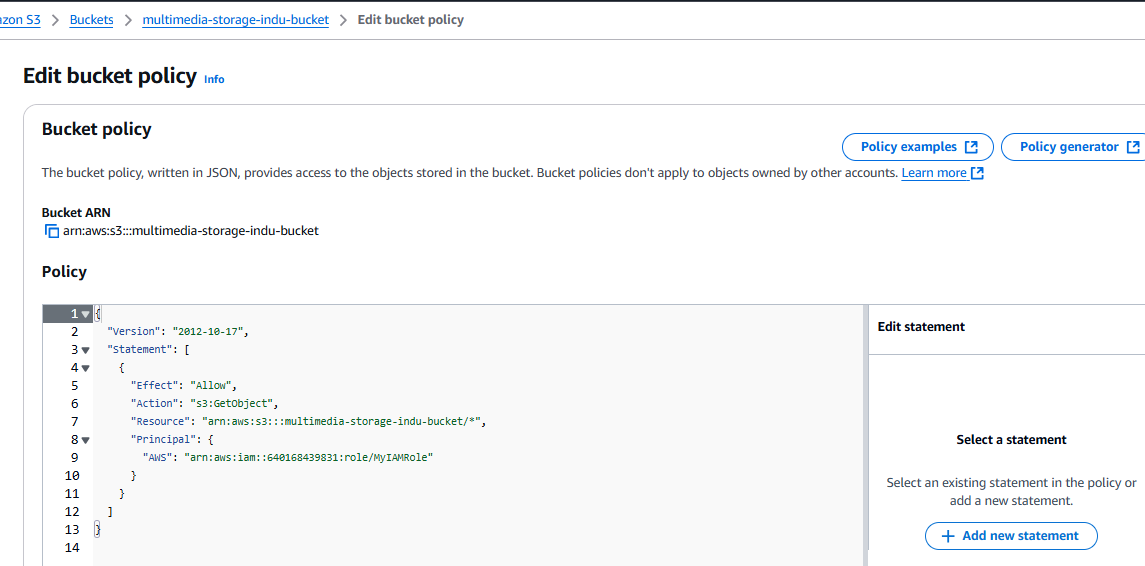 zon S3 > Buckets > multimedia-storage-indu-bucket > Edit bucket policy
Edit bucket policy Info
Bucket policy
Policy examples
Policy generator
The bucket policy, written in JSON, provides access to the objects stored in the bucket. Bucket policies don't apply to objects owned by other accounts. Learn more
Bucket ARN
arn:aws:s3:::multimedia-storage-indu-bucket
Policy
1 {
2 "Version": "2012-10-17",
3 "Statement": [
4 {
5 "Effect": "Allow",
6 "Action": "s3:GetObject",
7 "Resource": "arn:aws:s3:::multimedia-storage-indu-bucket/*",
8 "Principal": {
9 "AWS": "arn:aws:iam::640168439831:role/MyIAMRole"
10 }
11 }
12 ]
13 }
14
Edit statement
Select a statement
Select an existing statement in the policy or
add a new statement.
+ Add new statement